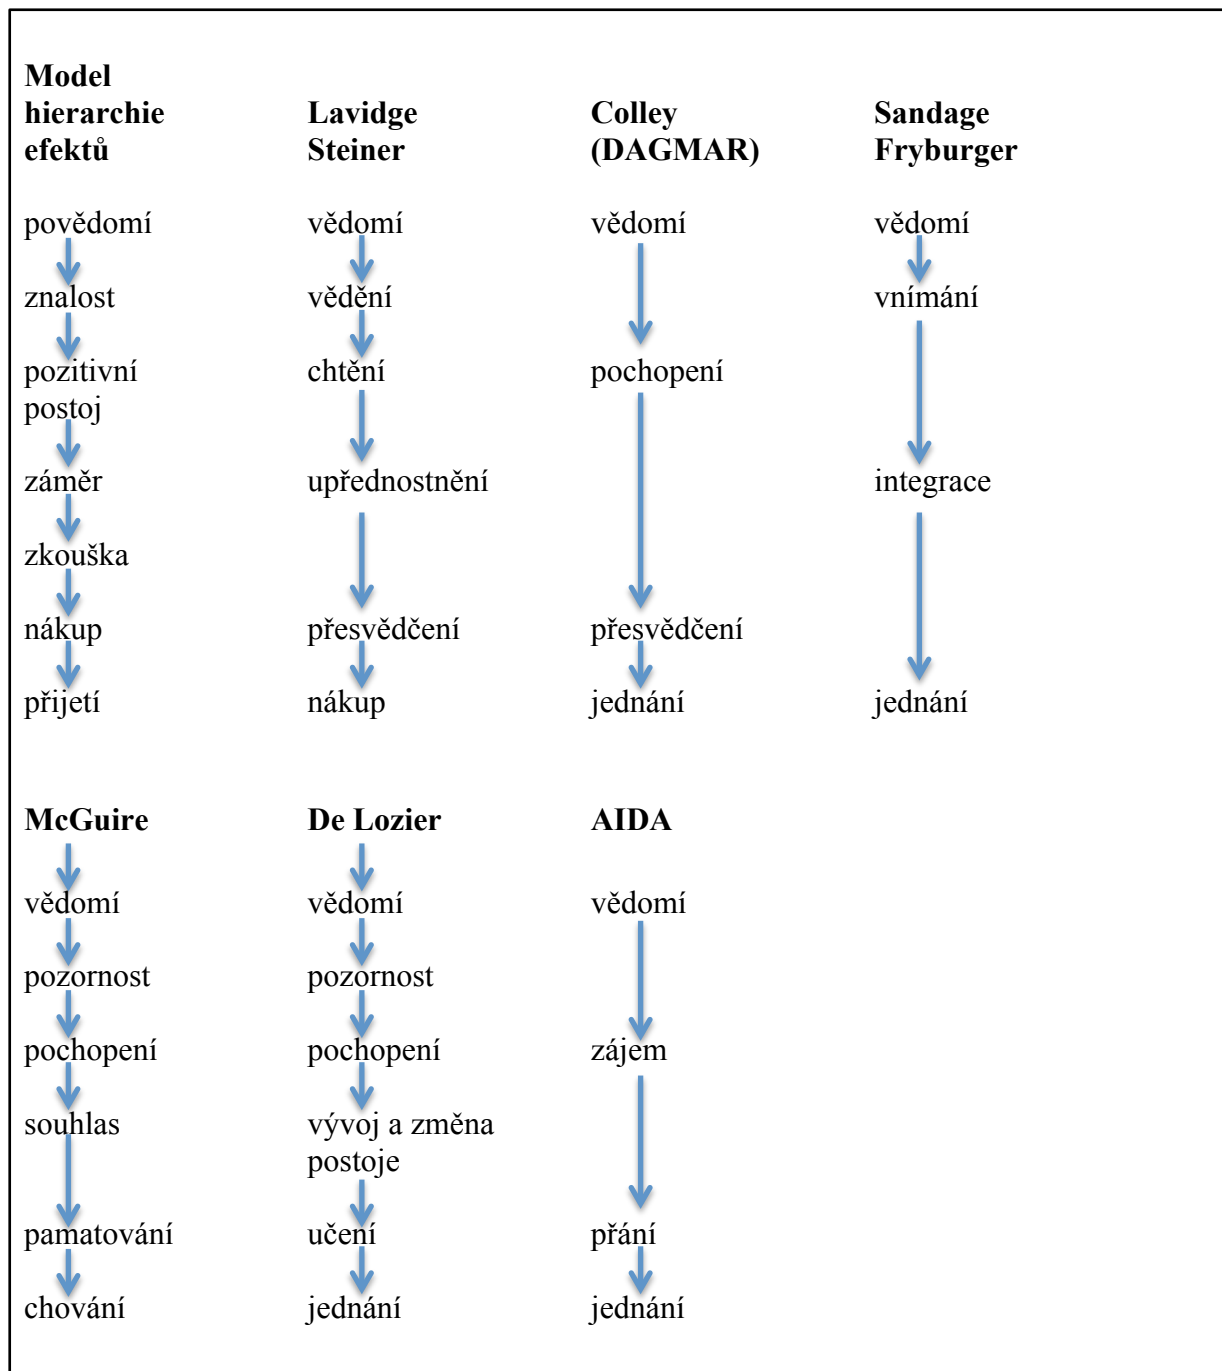 Model
hierarchie
efektů
Lavidge
Steiner
Colley
(DAGMAR)
Sandage
Fryburger
povědomí
vědomí
vědomí
vědomí
znalost
vědění
vnímání
pozitivní
postoj
chtění
pochopení
záměr
upřednostnění
integrace
zkouška
nákup
přesvědčení
přesvědčení
přijetí
nákup
jednání
jednání
McGuire
De Lozier
AIDA
vědomí
vědomí
vědomí
pozornost
pozornost
pochopení
pochopení
zájem
souhlas
vývoj a změna
postoje
pamatování
učení
přání
chování
jednání
jednání